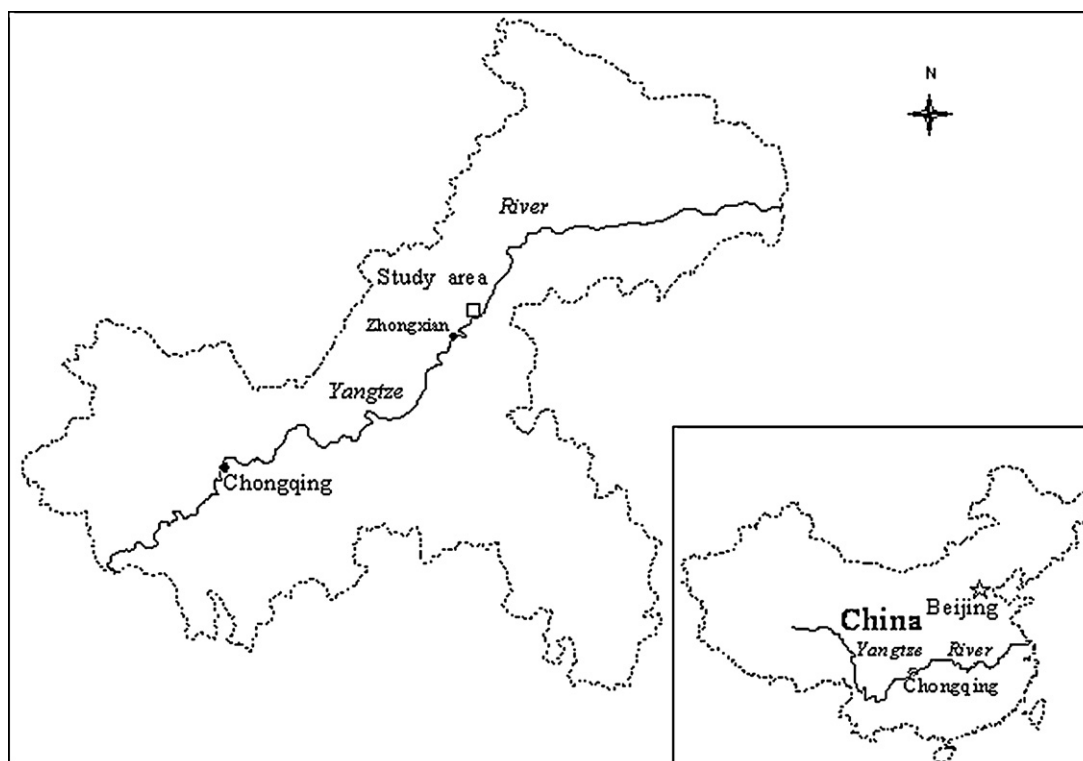 N
River
Study area
Zhongxian
Yangtze
Chongqing
Beijing
China
Yangtze River
Chongqing